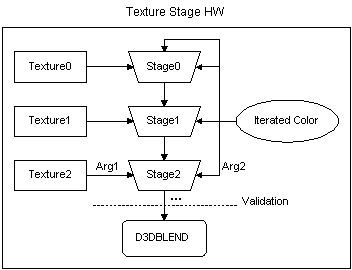 Texture Stage HW
Texture0
Stage0
Texture1
Stage1
Iterated Color
Texture2
Arg1
Stage2
Arg2
...
Validation
D3DBLEND